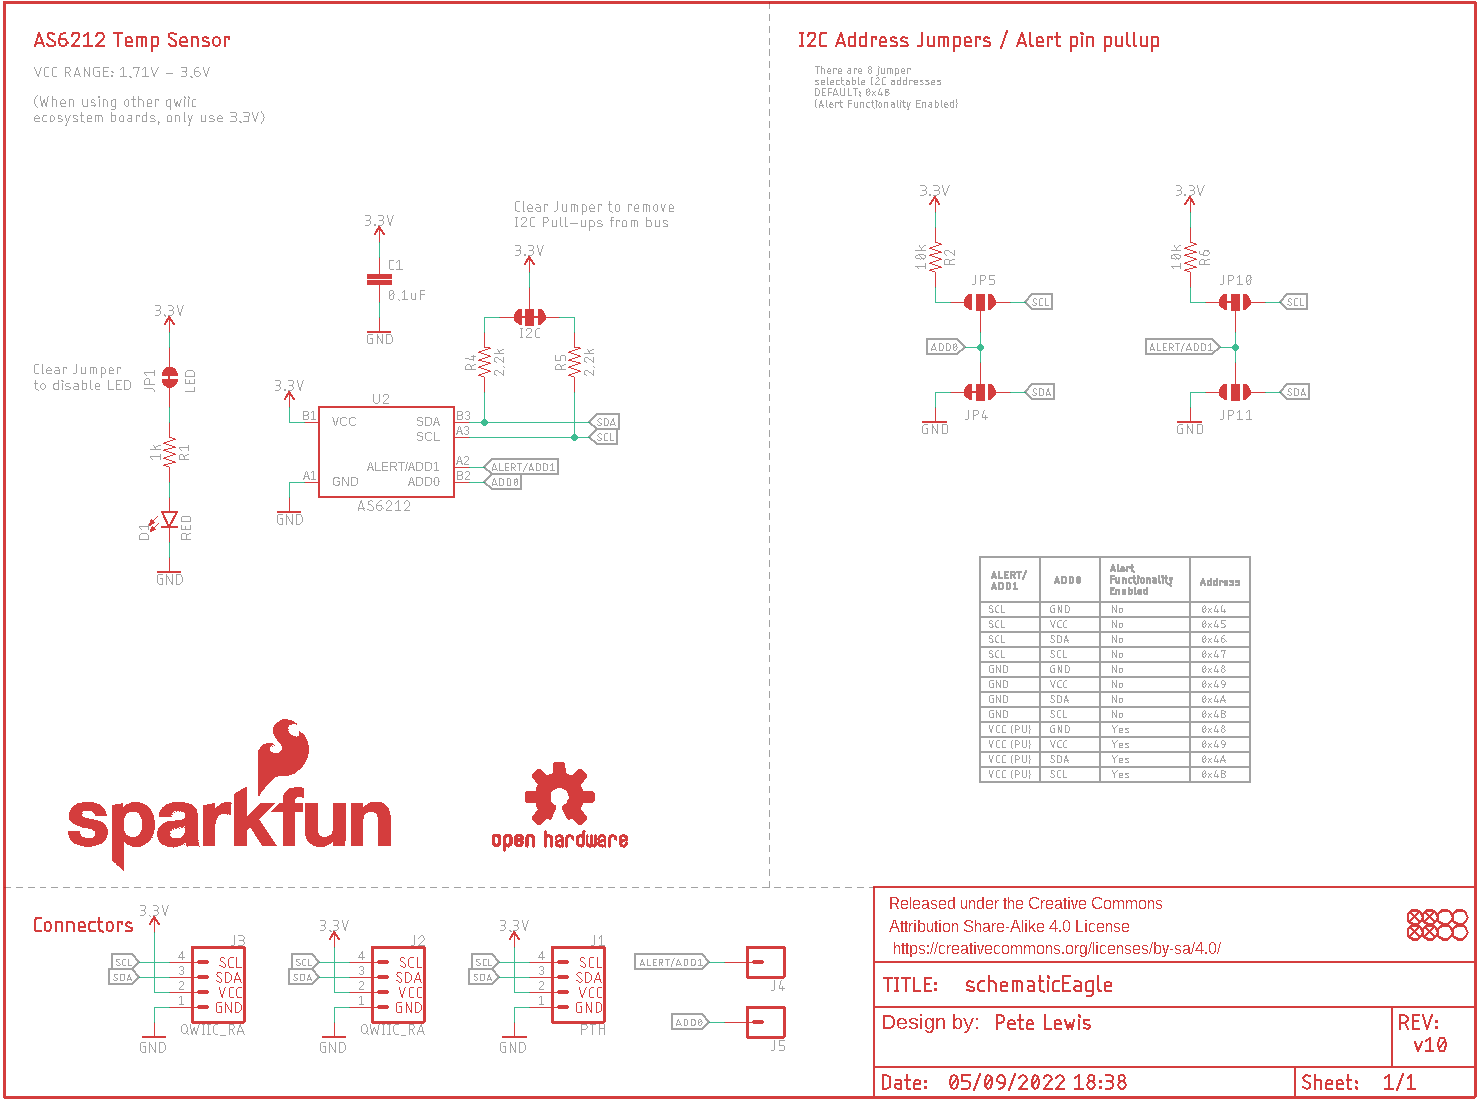 AS6212 Temp Sensor
VCC RANGE: 1.71V - 3.6V
(When using other qwiic
ecosystem boards, only use 3.3V)
3.3V
C1
0.1uF
GND
Clear Jumper to remove
I2C Pull-ups from bus
3.3V
I2C
R4
2.2k
R5
2.2k
3.3V
Clear Jumper
to disable LED
JP1
LED
1k
R1
D1
RED
GND
3.3V
U2
B1
VCC
SDA
B3
SDA
SCL
A3
SCL
ALERT/ADD1
A2
ALERT/ADD1
A1
GND
ADD0
B2
ADD0
AS6212
GND
sparkfun
open hardware
I2C Address Jumpers / Alert pin pullup
There are 8 jumper
selectable I2C addresses
DEFAULT: 0x48
(Alert Functionality Enabled)
3.3V
10k
R2
JP5
SCL
ADD0
SDA
JP4
GND
3.3V
10k
R6
JP10
SCL
ALERT/ADD1
SDA
JP11
GND
ALERT/
ADD1
ADD0
Alert
Functionality
Enabled
Address
SCL GND No 0x44
SCL VCC No 0x45
SCL SDA No 0x46
SCL SCL No 0x47
GND GND No 0x48
GND VCC No 0x49
GND SDA No 0x4A
GND SCL No 0x4B
VCC (PU) GND Yes 0x48
VCC (PU) VCC Yes 0x49
VCC (PU) SDA Yes 0x4A
VCC (PU) SCL Yes 0x4B
Connectors
3.3V
J3
SCL 4 SCL
SDA 3 SDA
2 VCC
1 GND
QWIIC_RA
GND
3.3V
J2
SCL 4 SCL
SDA 3 SDA
2 VCC
1 GND
QWIIC_RA
GND
3.3V
J1
SCL 4 SCL
SDA 3 SDA
2 VCC
1 GND
PTH
GND
ALERT/ADD1
J4
ADD0
J5
Released under the Creative Commons
Attribution Share-Alike 4.0 License
https://creativecommons.org/licenses/by-sa/4.0/
TITLE: schematicEagle
Design by: Pete Lewis
REV:
v10
Date: 05/09/2022 18:38
Sheet: 1/1